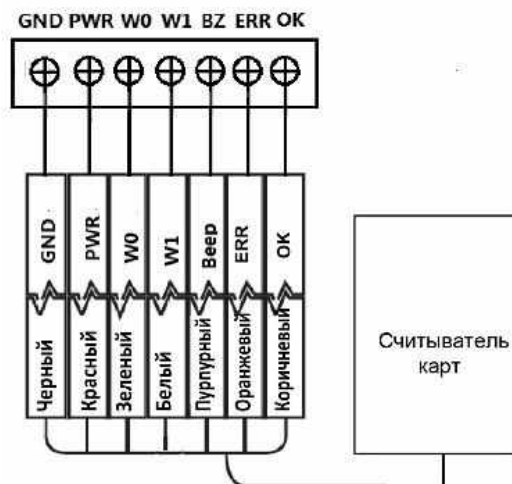 GND PWR W0 W1 BZ ERR OK
GND
PWR
W0
W1
Beep
ERR
OK
Черный
Красный
Зеленый
Белый
Пурпурный
Оранжевый
Коричневый
Считыватель
карт